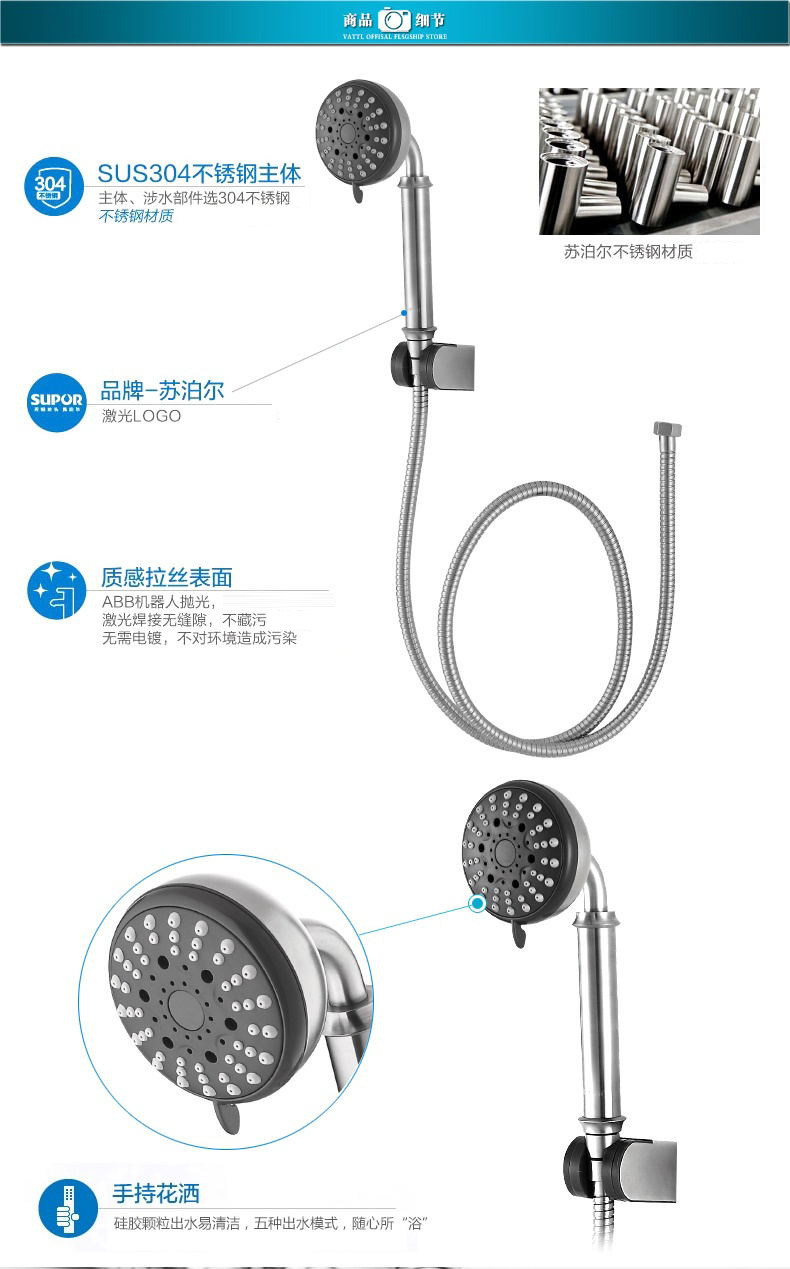 商品 细节
VATTI OFFISAL FLSGSHIP STORE
304
不锈钢
SUS304不锈钢主体
主体、涉水部件选304不锈钢
不锈钢材质
苏泊尔不锈钢材质
SUPOR
品牌-苏泊尔
激光LOGO
质感拉丝表面
ABB机器人抛光，
激光焊接无缝隙，不藏污
无需电镀，不对环境造成污染
手持花洒
硅胶颗粒出水易清洁，五种出水模式，随心所“浴”